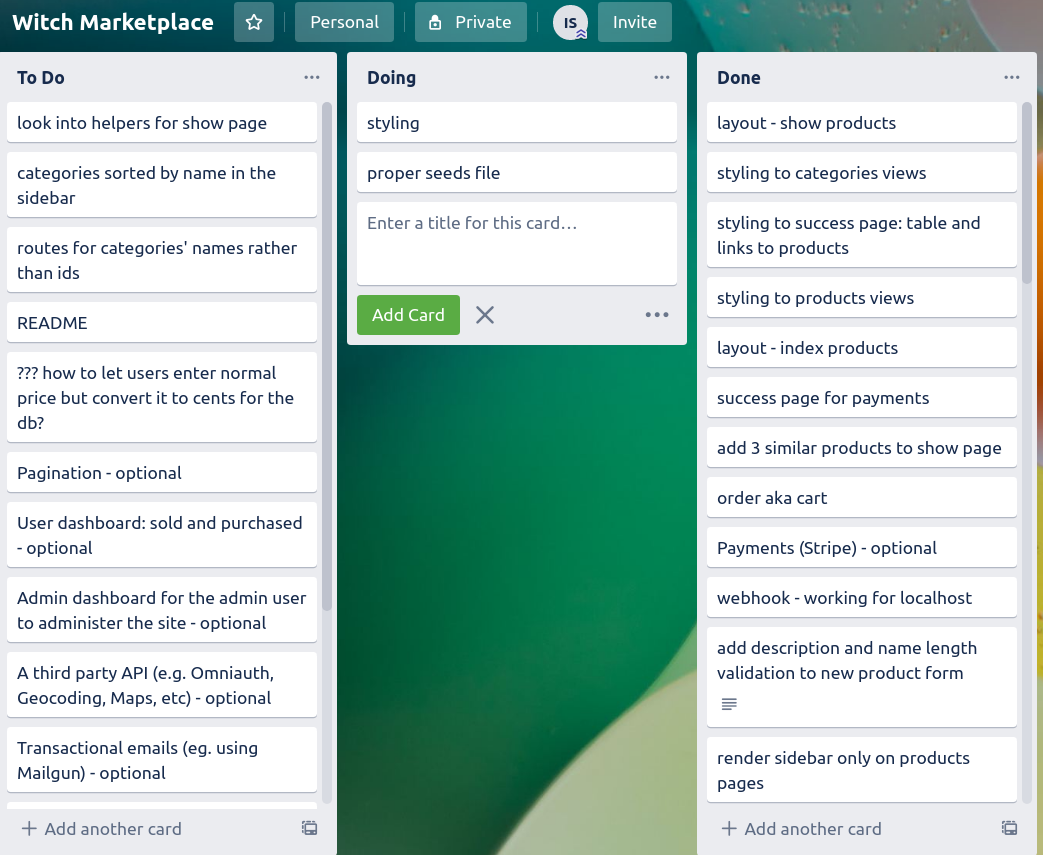 Witch Marketplace
Personal
Private
IS
Invite
To Do
look into helpers for show page
categories sorted by name in the
sidebar
routes for categories' names rather
than ids
README
??? how to let users enter normal
price but convert it to cents for the
db?
Pagination - optional
User dashboard: sold and purchased
- optional
Admin dashboard for the admin user
to administer the site - optional
A third party API (e.g. Omniauth,
Geocoding, Maps, etc) - optional
Transactional emails (eg. using
Mailgun) - optional
Add another card
Doing
styling
proper seeds file
Enter a title for this card…
Add Card
Done
layout - show products
styling to categories views
styling to success page: table and
links to products
styling to products views
layout - index products
success page for payments
add 3 similar products to show page
order aka cart
Payments (Stripe) - optional
webhook - working for localhost
add description and name length
validation to new product form
render sidebar only on products
pages
Add another card